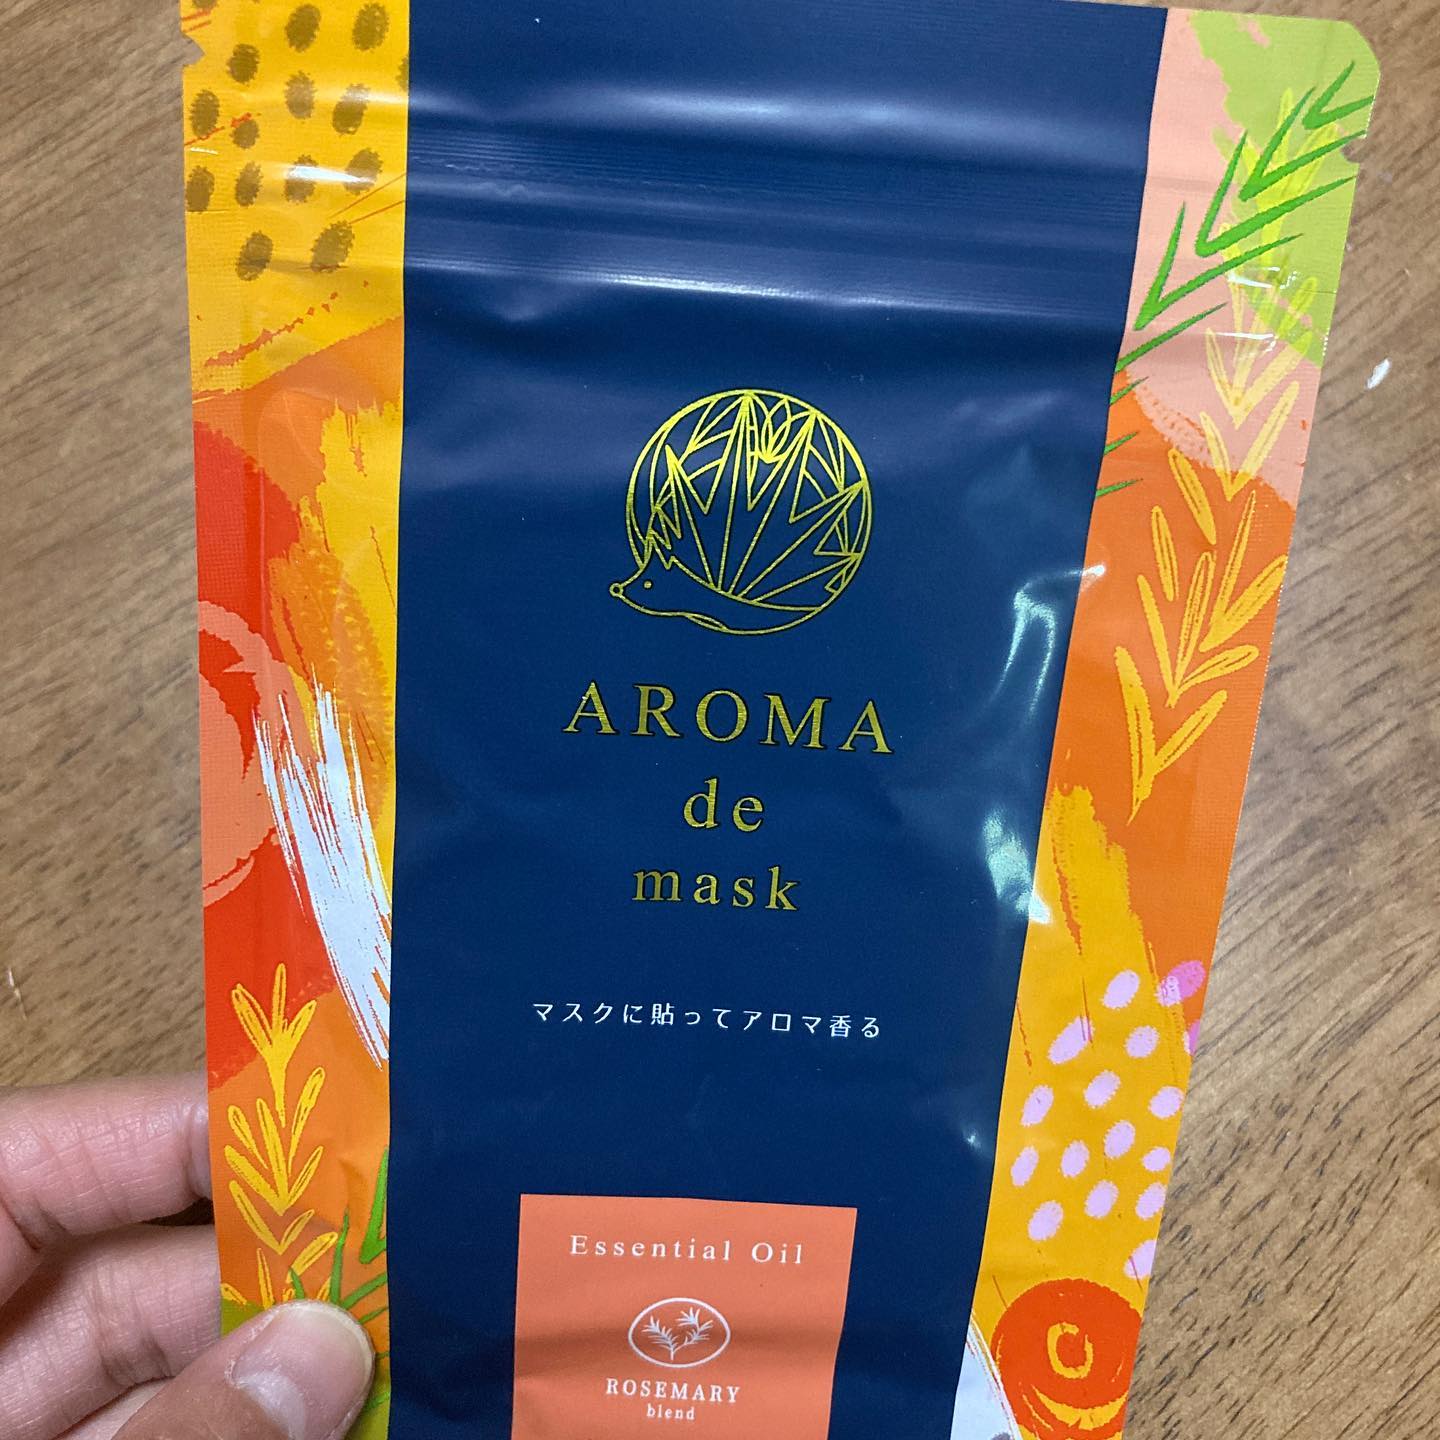 AROMA
de
mask
マスクに貼ってアロマ香る
Essential Oil
ROSEMARY
blend